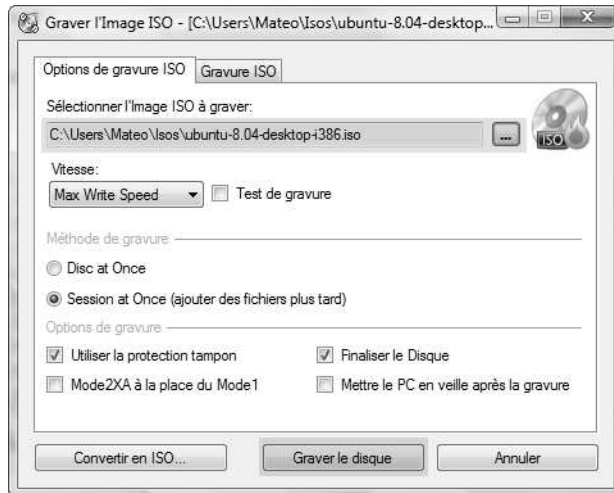 Graver l'Image ISO - [C:\Users\Mateo\Isos\ubuntu-8.04-desktop...
Options de gravure ISO
Gravure ISO
Sélectionner l'Image ISO à graver:
C:\Users\Mateo\Isos\ubuntu-8.04-desktop-i386.iso
...
ISO
Vitesse:
Max Write Speed
Test de gravure
Méthode de gravure
Disc at Once
Session at Once (ajouter des fichiers plus tard)
Options de gravure
Utiliser la protection tampon
Finaliser le Disque
Mode2XA à la place du Mode1
Mettre le PC en veille après la gravure
Convertir en ISO...
Graver le disque
Annuler